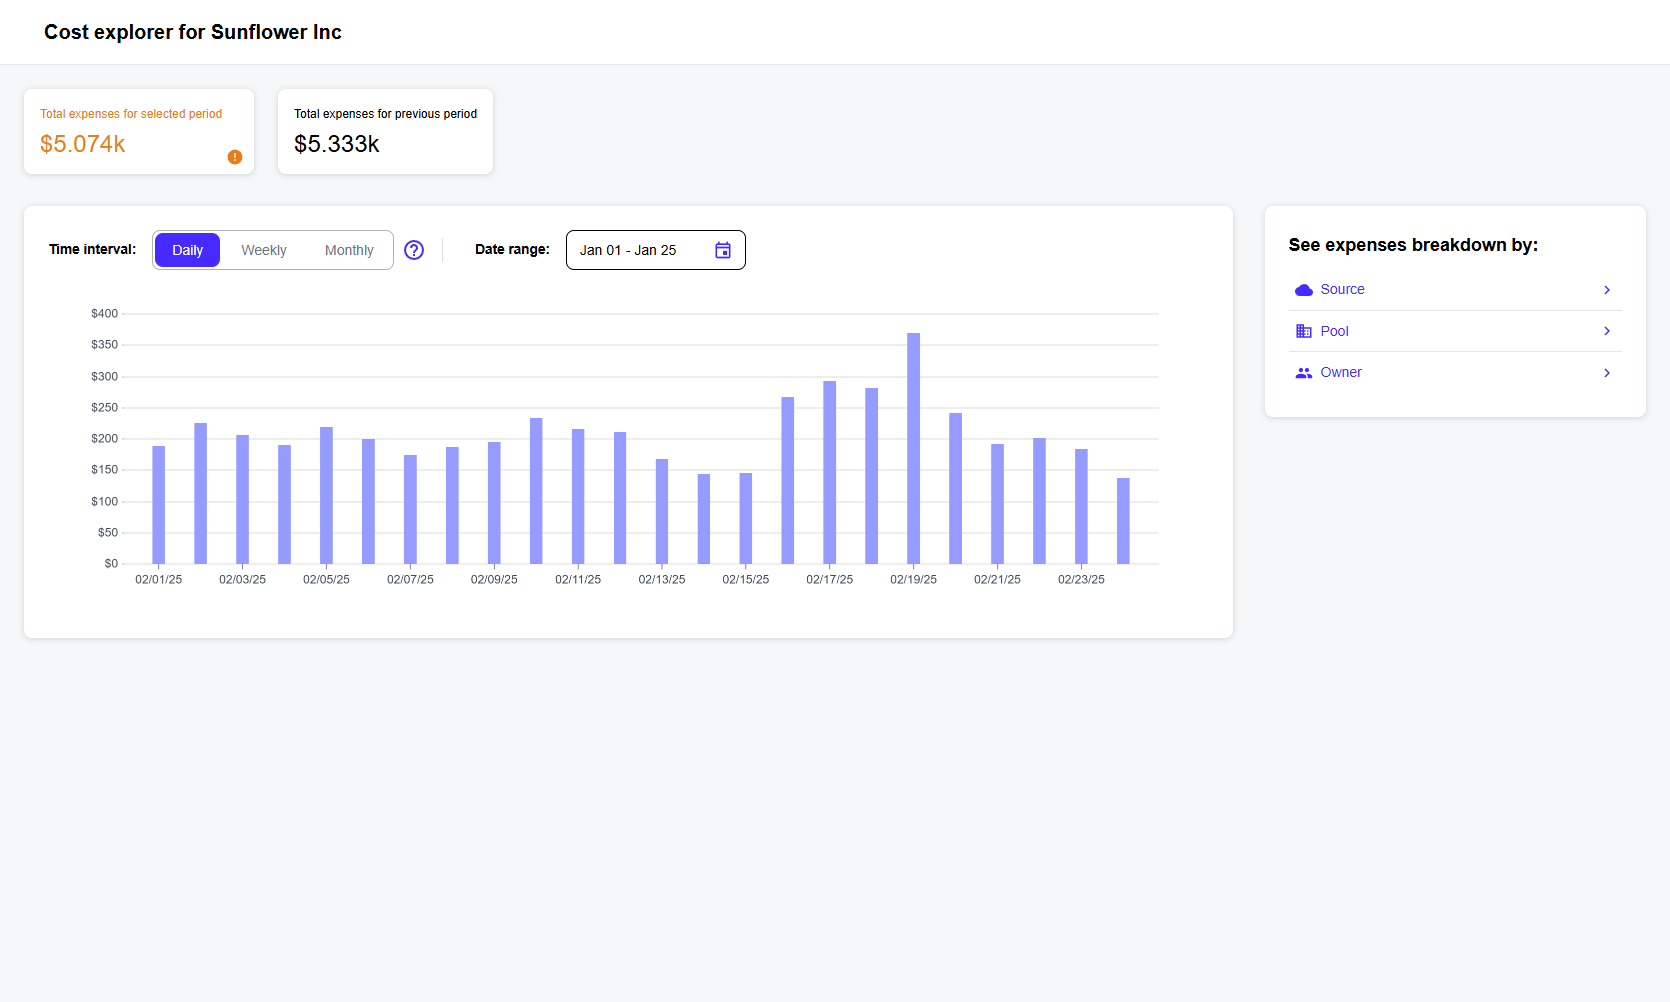 Cost explorer for Sunflower Inc
Total expenses for selected period
$5.074k
Total expenses for previous period
$5.333k
Time interval:
Daily
Weekly
Monthly
Date range:
Jan 01 - Jan 25
$400
$350
$300
$250
$200
$150
$100
$50
$0
02/01/25
02/03/25
02/05/25
02/07/25
02/09/25
02/11/25
02/13/25
02/15/25
02/17/25
02/19/25
02/21/25
02/23/25
See expenses breakdown by:
Source
Pool
Owner